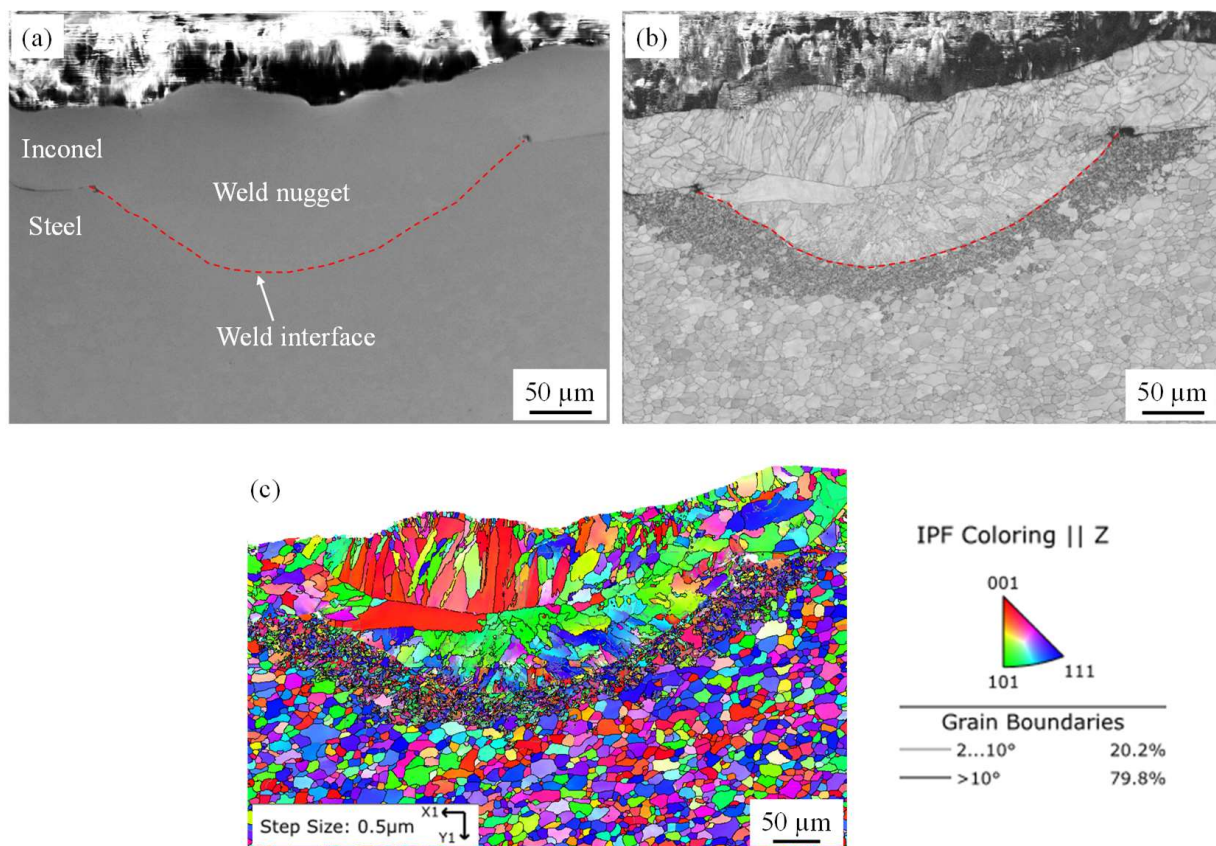 (a)
Inconel
Weld nugget
Steel
Weld interface
50 µm
(b)
50 µm
(c)
Step Size: 0.5µm
X1
Y1
50 µm
IPF Coloring || Z
001
101
111
Grain Boundaries
2...10° 20.2%
>10° 79.8%